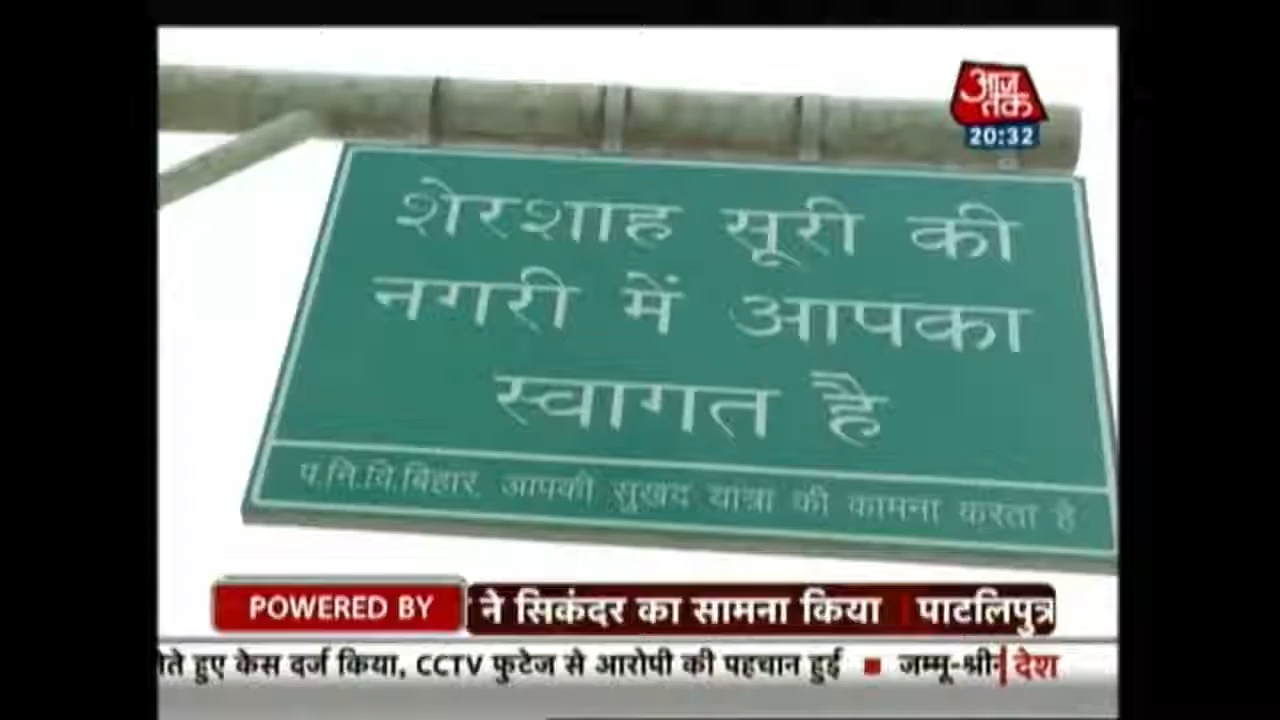 आज
तक
20:32
शेरशाह सूरी की
नगरी में आपका
स्वागत है
प.नि.वि.बिहार, आपकी सुखद यात्रा की कामना करता है
POWERED BY ने सिकंदर का सामना किया पाटलिपुत्र
हुए केस दर्ज किया, CCTV फुटेज से आरोपी की पहचान हुई ■ जम्मू-श्रीन देश